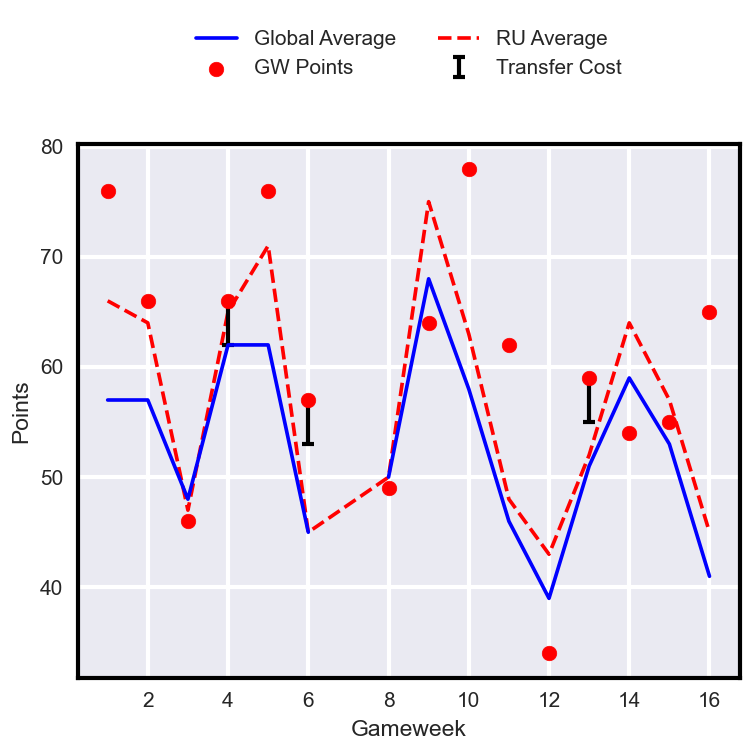 Global Average
RU Average
GW Points
Transfer Cost
80
70
60
50
40
Points
2 4 6 8 10 12 14 16
Gameweek